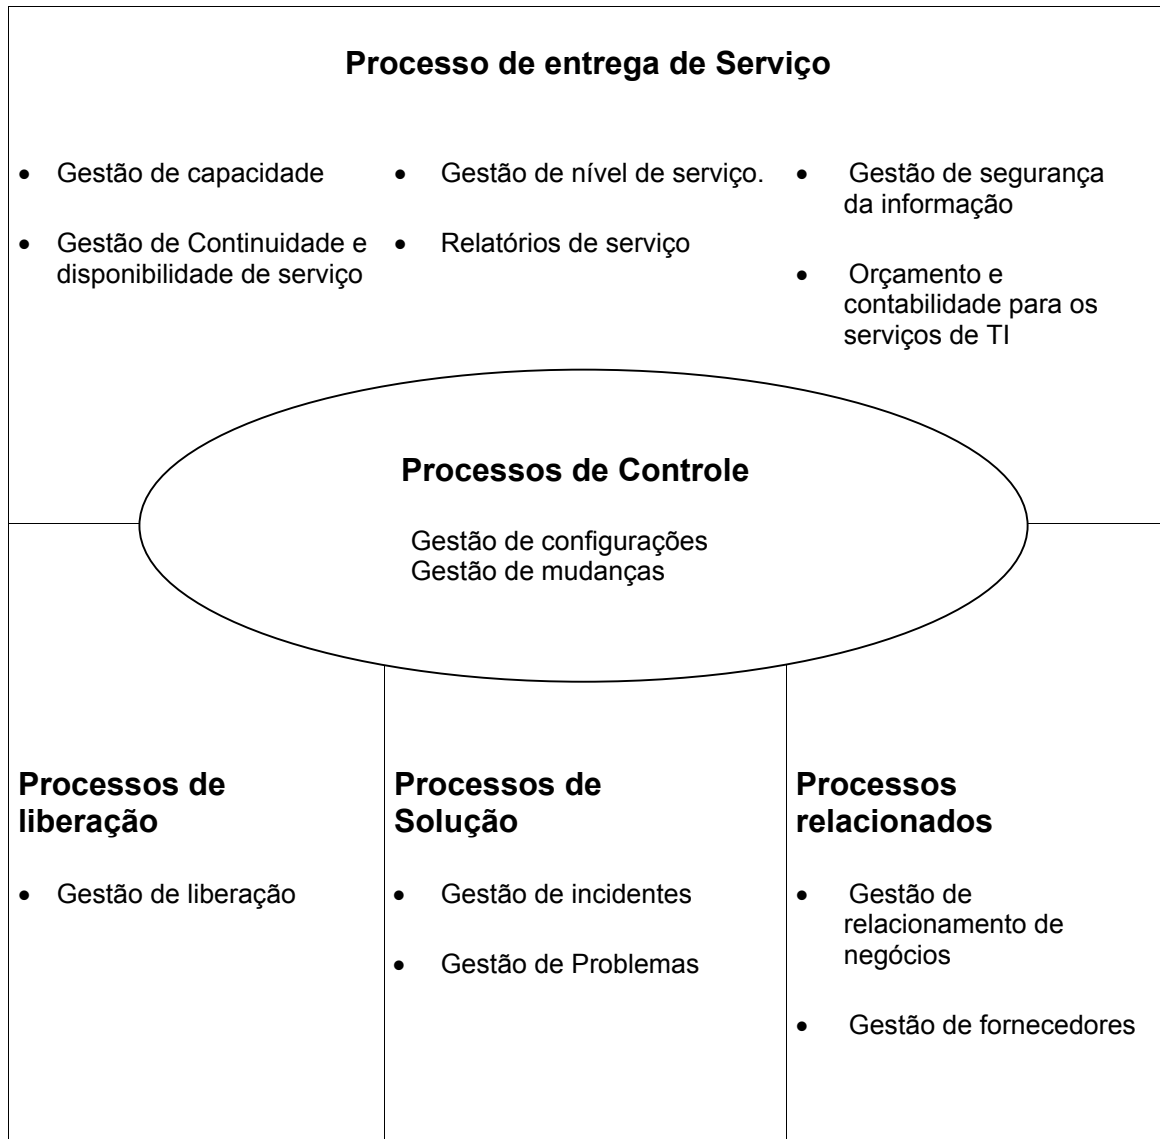 Processo de entrega de Serviço
• Gestão de capacidade
• Gestão de Continuidade e
disponibilidade de serviço
• Gestão de nível de serviço.
• Relatórios de serviço
• Gestão de segurança
da informação
• Orçamento e
contabilidade para os
serviços de TI
Processos de Controle
Gestão de configurações
Gestão de mudanças
Processos de
liberação
• Gestão de liberação
Processos de
Solução
• Gestão de incidentes
• Gestão de Problemas
Processos
relacionados
• Gestão de
relacionamento de
negócios
• Gestão de fornecedores